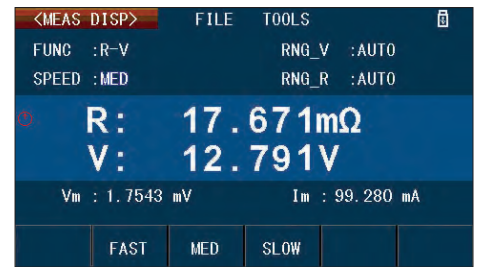 <MEAS DISP> FILE TOOLS
FUNC :R-V RNG_V :AUTO
SPEED :MED RNG_R :AUTO
R: 17.671mΩ
V: 12.791V
Vm : 1.7543 mV Im : 99.280 mA
FAST MED SLOW